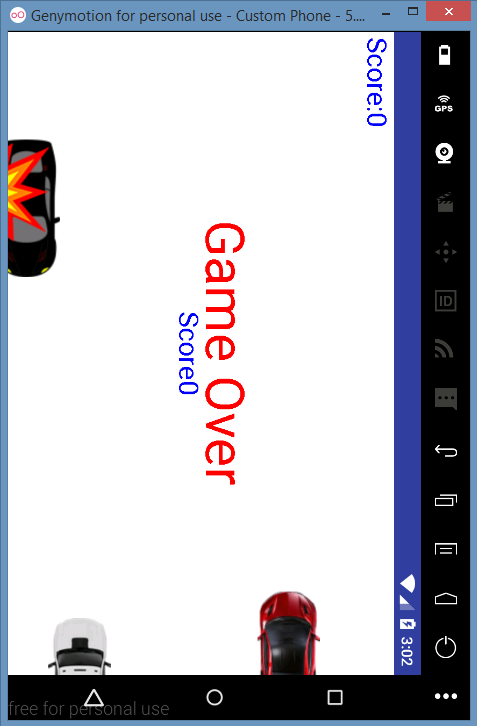 Genymotion for personal use - Custom Phone - 5....
Score:0
Game Over
Score0
3:02
GPS
ID
free for personal use